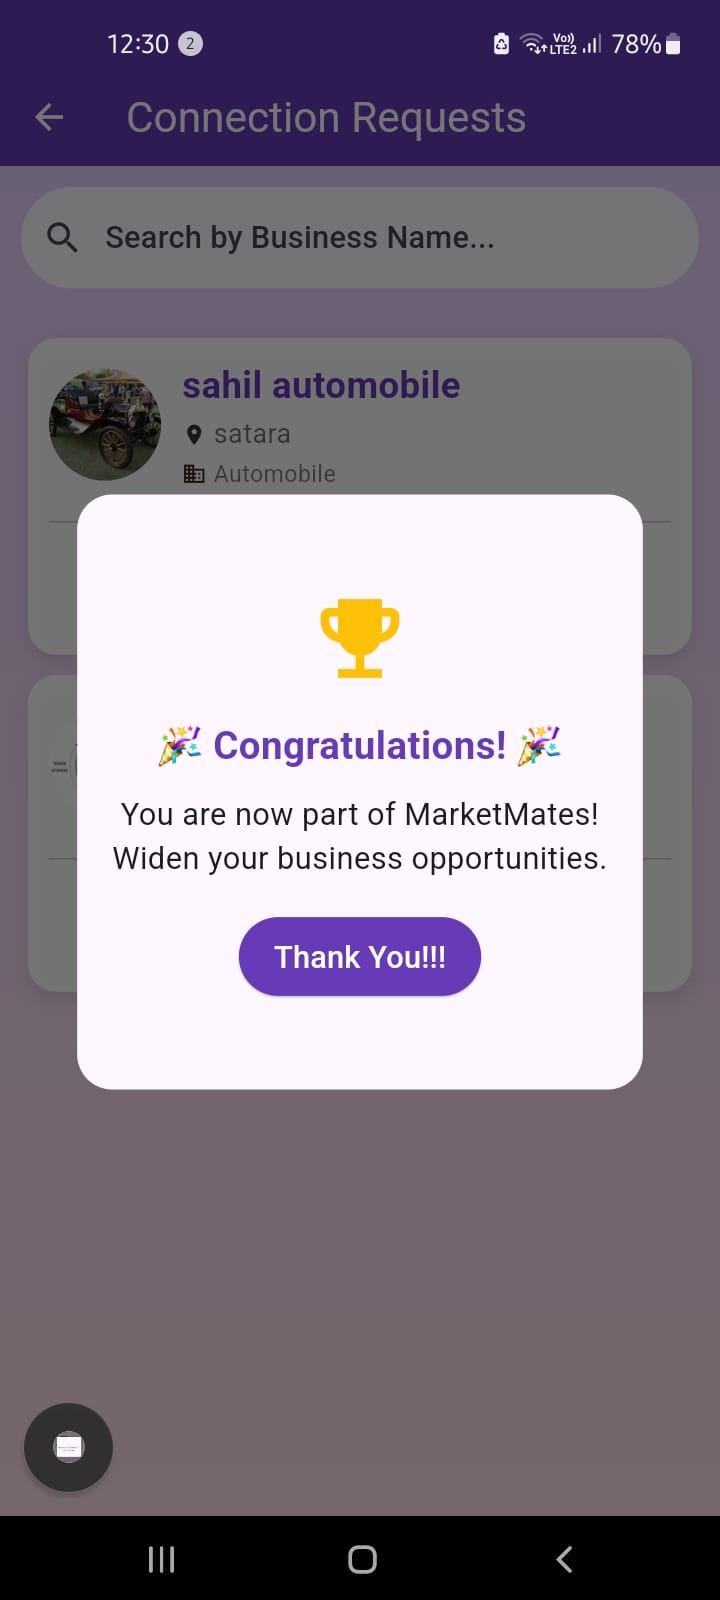 12:30 2 Vo)) LTE2 78%
Connection Requests
Search by Business Name...
sahil automobile
satara
Automobile
🎉 Congratulations! 🎉
You are now part of MarketMates!
Widen your business opportunities.
Thank You!!!